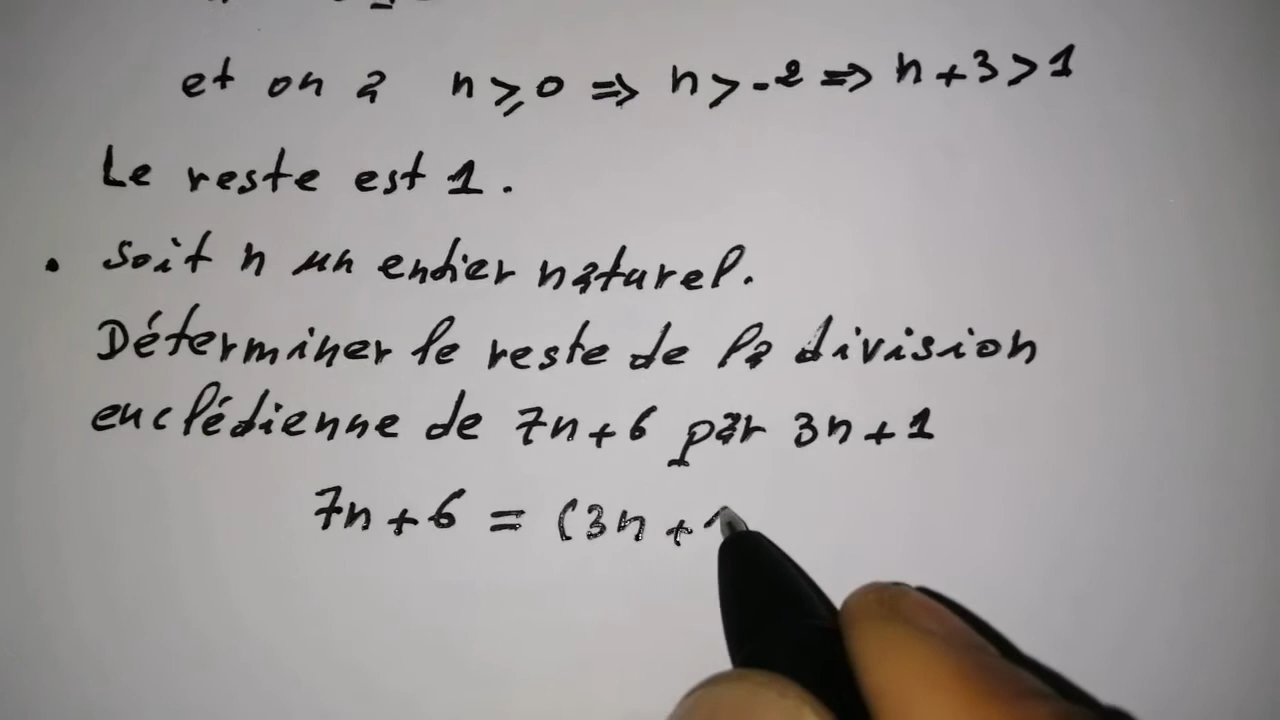 et on a n ⩾ 0 ⇒ n > -2 ⇒ n + 3 > 1
Le reste est 1.
• Soit n un entier naturel.
Déterminer le reste de la division
euclédienne de 7n + 6 par 3n + 1
7n + 6 = (3n + 1